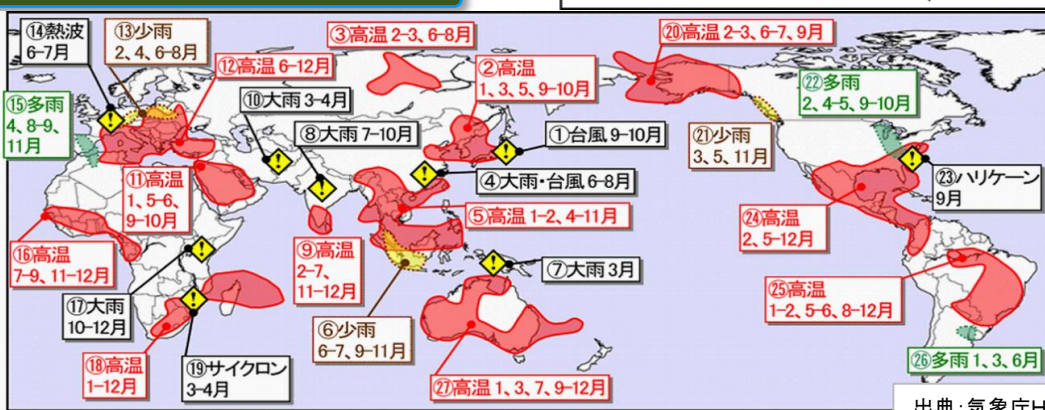 ⑭熱波
6-7月
⑬少雨
2、4、6-8月
③高温 2-3、6-8月
⑳高温 2-3、6-7、9月
⑫高温 6-12月
②高温
1、3、5、9-10月
㉒多雨
2、4-5、9-10月
⑮多雨
4、8-9、
11月
⑩大雨 3-4月
⑧大雨 7-10月
①台風 9-10月
㉑少雨
3、5、11月
④大雨・台風 6-8月
⑪高温
1、5-6、
9-10月
㉓ハリケーン
9月
⑤高温 1-2、4-11月
㉔高温
2、5-12月
⑯高温
7-9、11-12月
⑨高温
2-7、
11-12月
⑦大雨 3月
⑰大雨
10-12月
㉕高温
1-2、5-6、8-12月
⑥少雨
6-7、9-11月
⑱高温
1-12月
⑲サイクロン
3-4月
㉗高温 1、3、7、9-12月
㉖多雨 1、3、6月